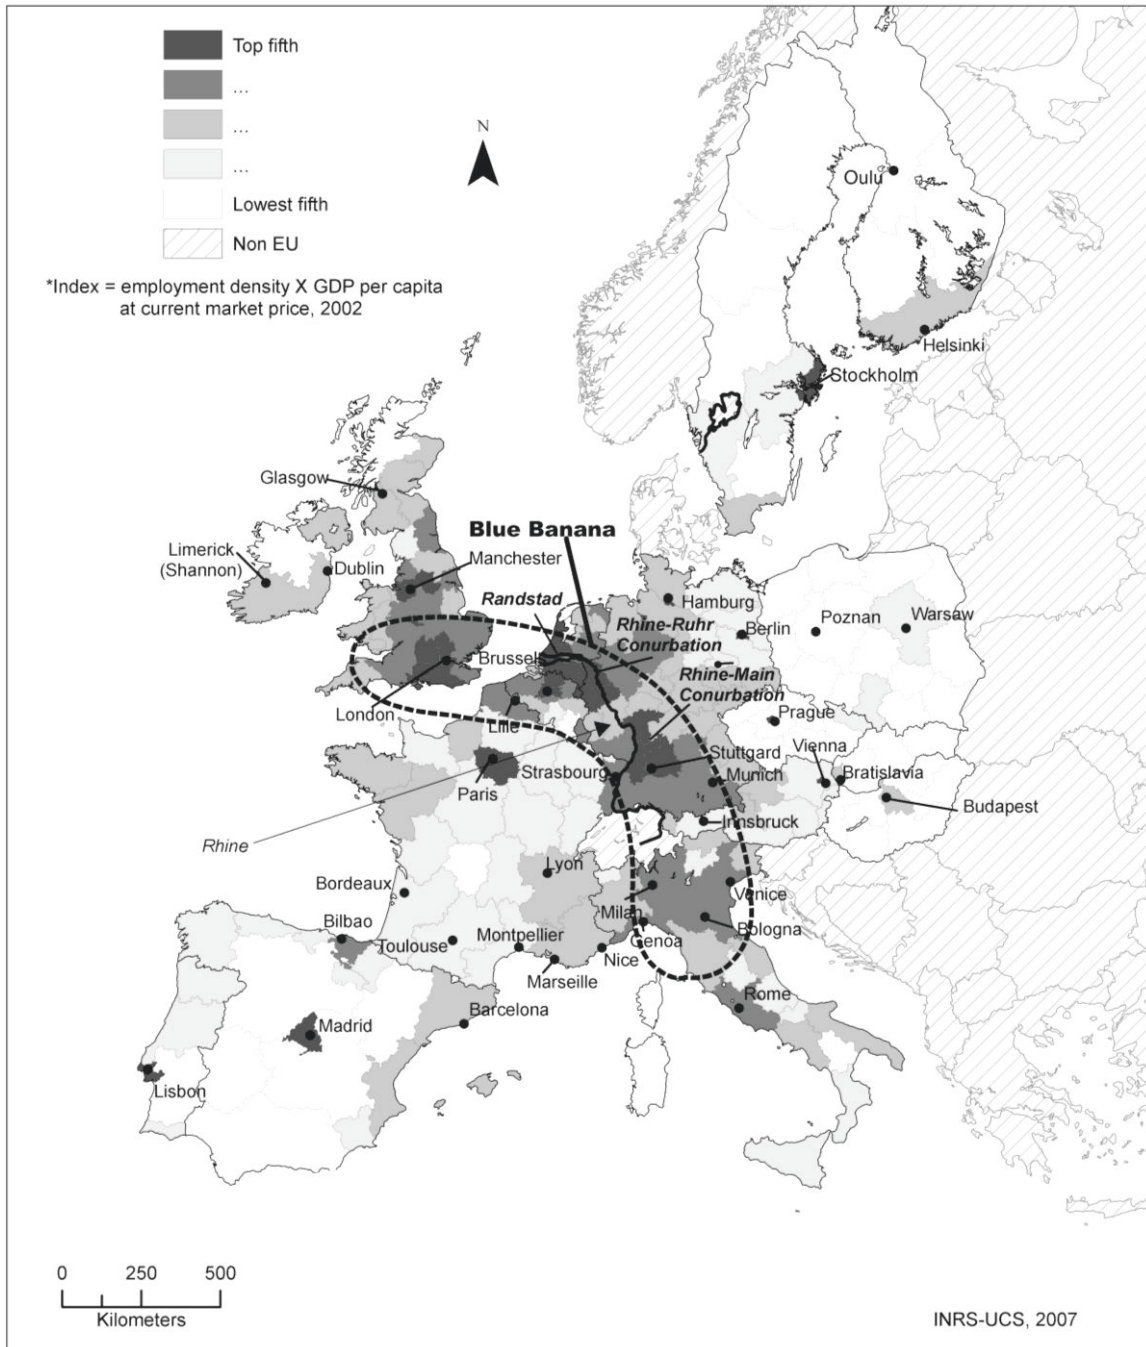 Top fifth
...
...
...
Lowest fifth
Non EU
*Index = employment density X GDP per capita
at current market price, 2002
N
Oulu
Helsinki
Stockholm
Glasgow
Blue Banana
Limerick
(Shannon)
Dublin
Manchester
Randstad
Hamburg
Rhine-Ruhr
Conurbation
Berlin
Poznan
Warsaw
Brussels
Rhine-Main
Conurbation
London
Lille
Prague
Stuttgard
Vienna
Strasbourg
Munich
Bratislavia
Paris
Budapest
Innsbruck
Rhine
Lyon
Bordeaux
Venice
Milan
Bilbao
Toulouse
Montpellier
Genoa
Bologna
Nice
Marseille
Rome
Barcelona
Madrid
Lisbon
0 250 500
Kilometers
INRS-UCS, 2007